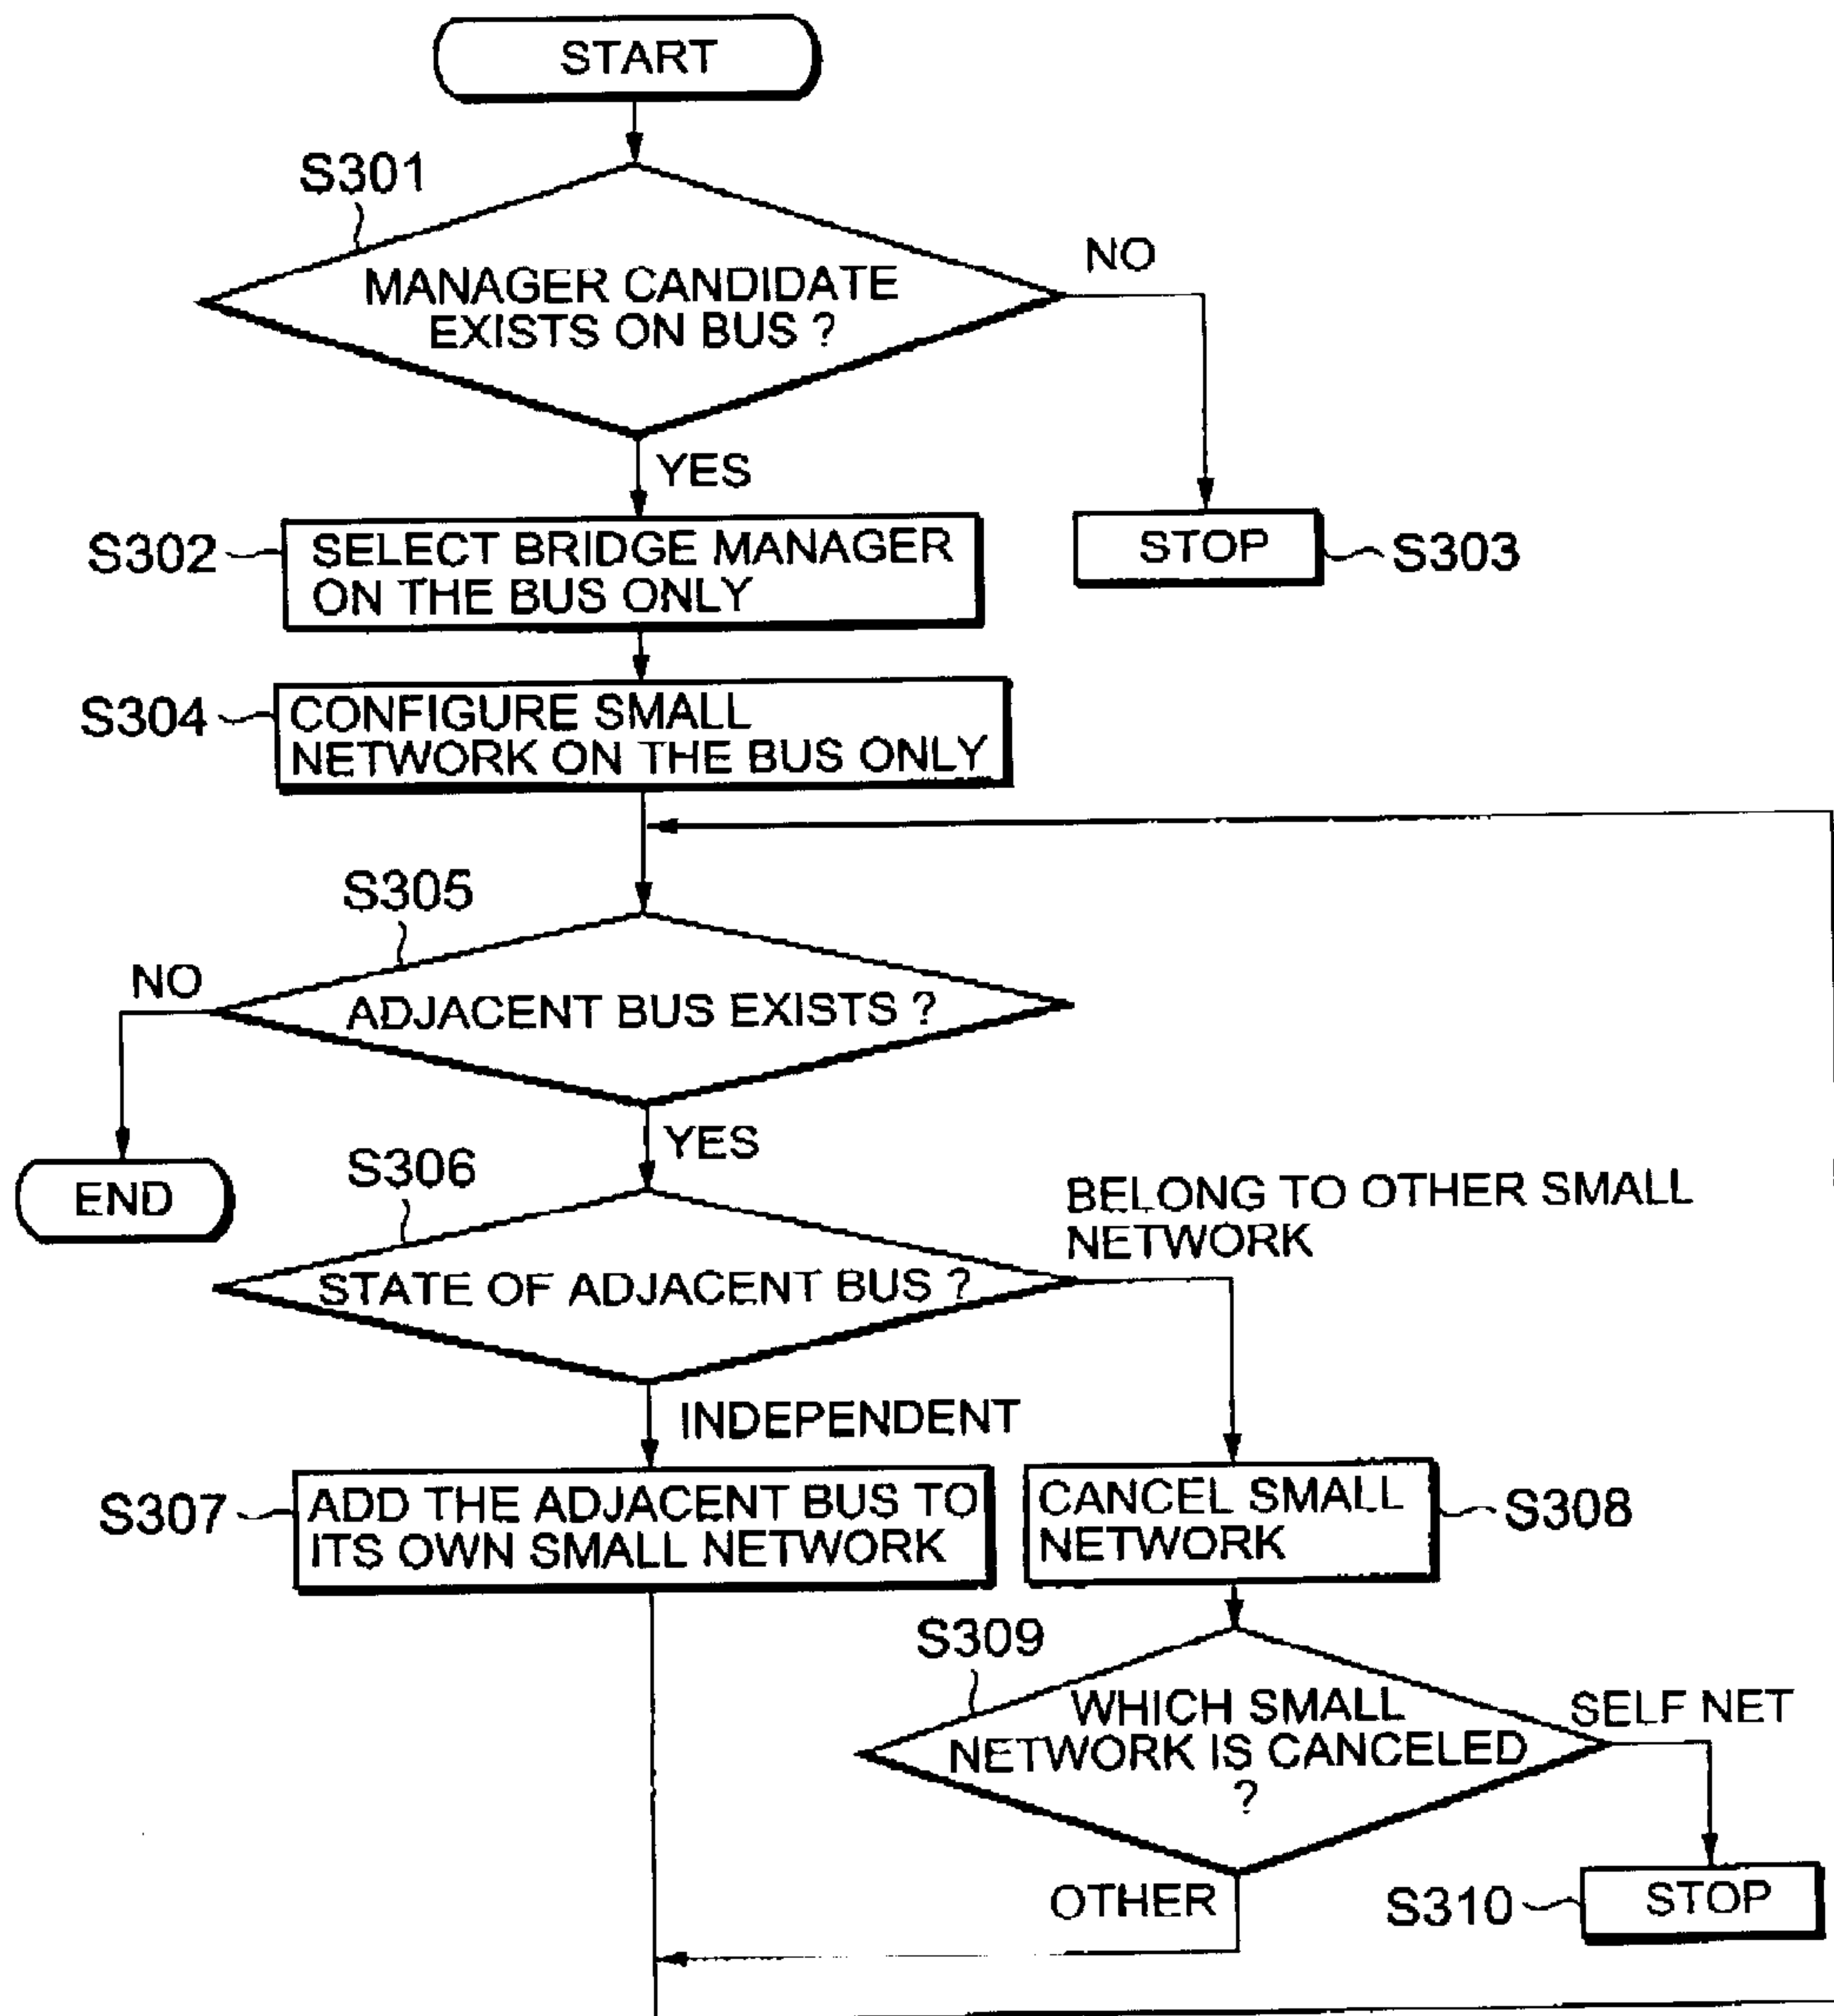 START
S301
MANAGER CANDIDATE
EXISTS ON BUS ?
NO
YES
S302
SELECT BRIDGE MANAGER
ON THE BUS ONLY
STOP
S303
S304
CONFIGURE SMALL
NETWORK ON THE BUS ONLY
S305
NO
ADJACENT BUS EXISTS ?
YES
END
S306
BELONG TO OTHER SMALL
NETWORK
STATE OF ADJACENT BUS ?
INDEPENDENT
S307
ADD THE ADJACENT BUS TO
ITS OWN SMALL NETWORK
CANCEL SMALL
NETWORK
S308
S309
WHICH SMALL
NETWORK IS CANCELED
?
SELF NET
OTHER
S310
STOP